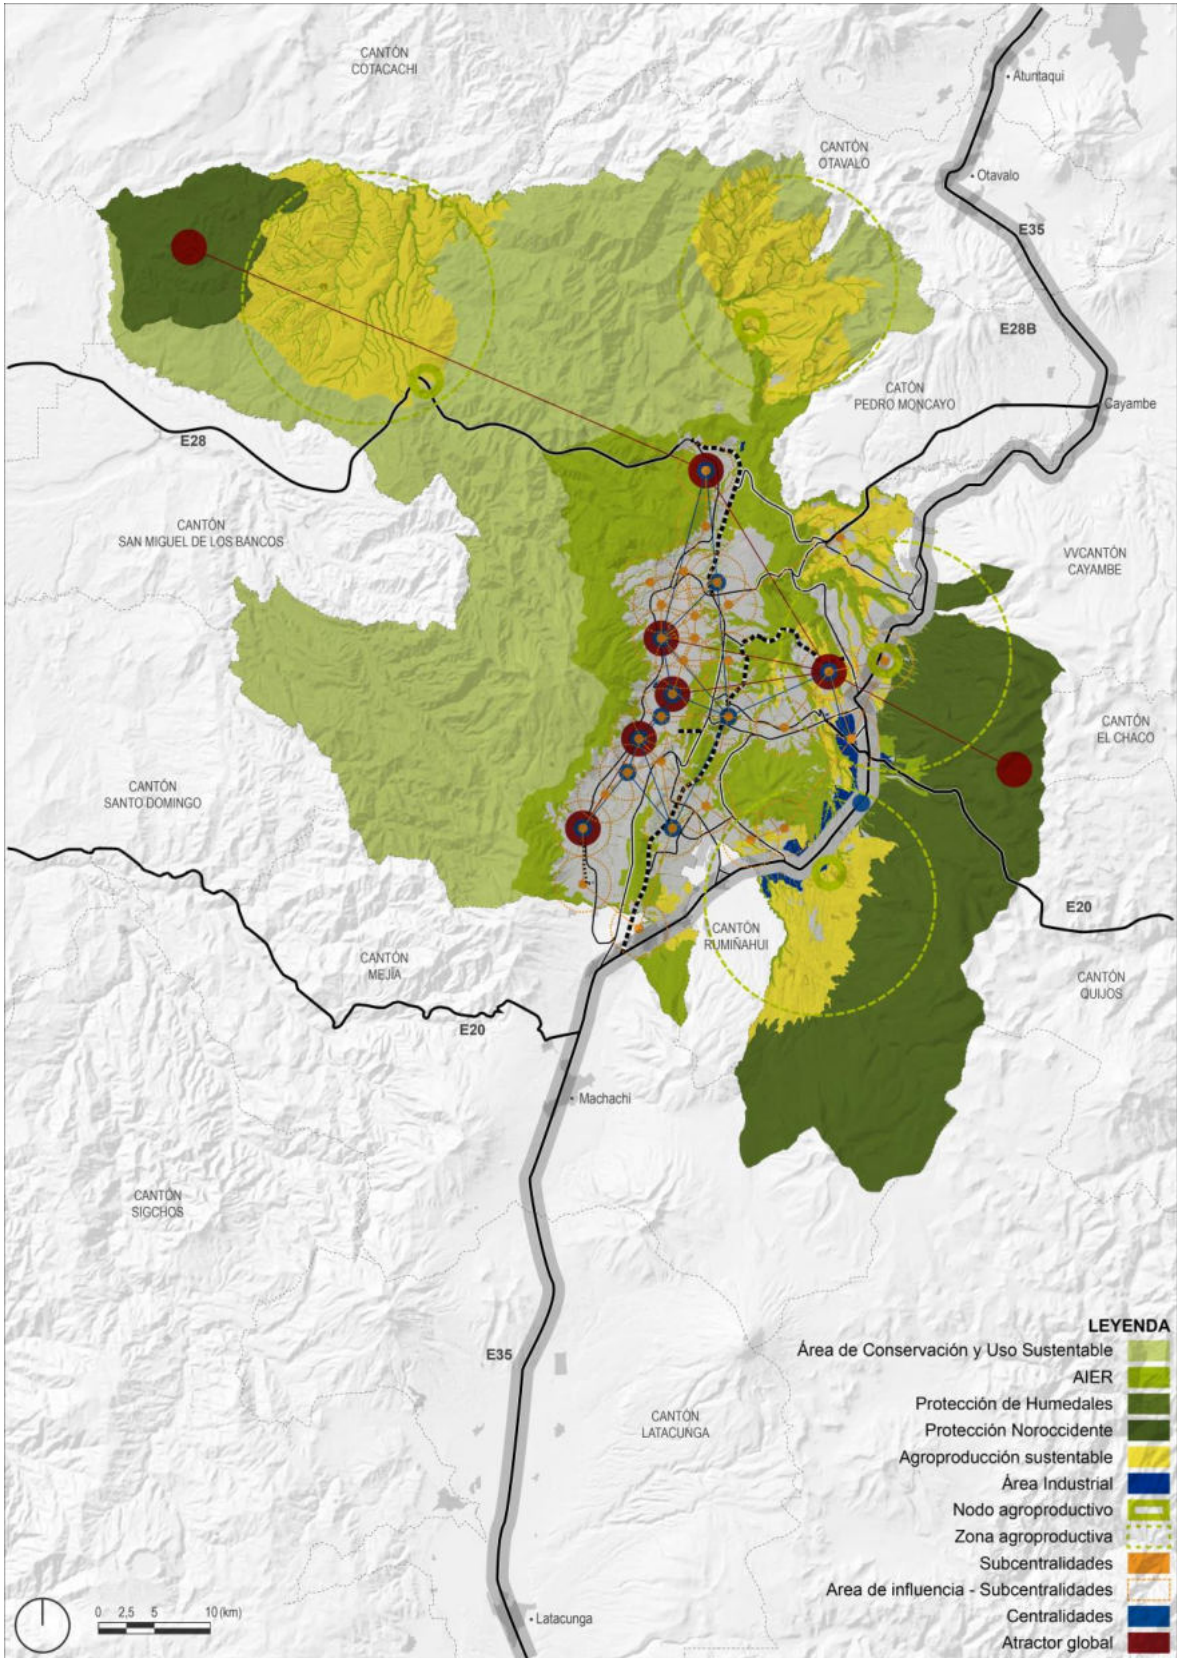 CANTÓN
COTACACHI
Atuntaqui
CANTÓN
OTAVALO
Otavalo
E35
E28B
CATÓN
PEDRO MONCAYO
Cayambe
E28
CANTÓN
SAN MIGUEL DE LOS BANCOS
VVCANTÓN
CAYAMBE
CANTÓN
EL CHACO
CANTÓN
SANTO DOMINGO
E20
CANTÓN
RUMIÑAHUI
CANTÓN
MEJÍA
CANTÓN
QUIJOS
E20
Machachi
CANTÓN
SIGCHOS
E35
CANTÓN
LATACUNGA
LEYENDA
Área de Conservación y Uso Sustentable
AIER
Protección de Humedales
Protección Noroccidente
Agroproducción sustentable
Área Industrial
Nodo agroproductivo
Zona agroproductiva
Subcentralidades
Area de influencia - Subcentralidades
Centralidades
Atractor global
0 2,5 5 10 (km)
Latacunga